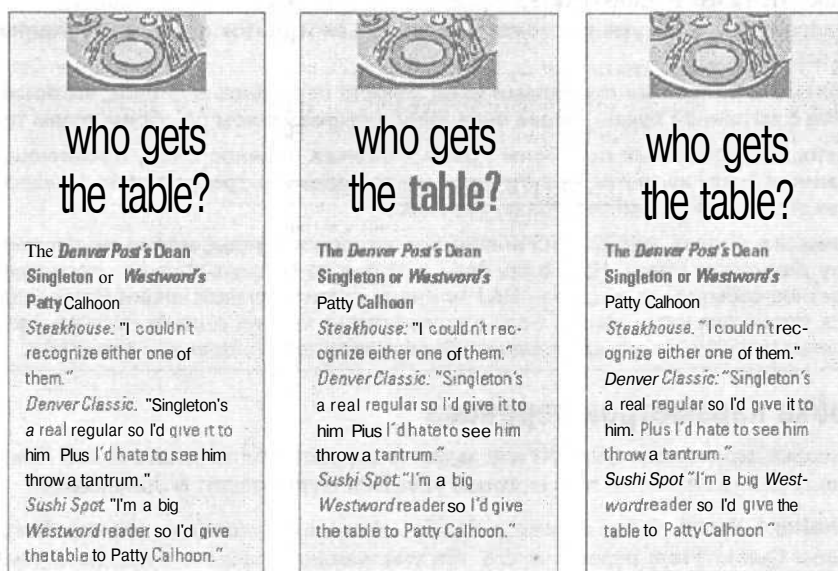 who gets
the table?
The Denver Post's Dean
Singleton or Westword's
Patty Calhoon
Steakhouse: "I couldn't
recognize either one of
them."
Denver Classic. "Singleton's
a real regular so I'd give it to
him Plus I'd hate to see him
throw a tantrum."
Sushi Spot "I'm a big
Westword reader so I'd give
the table to Patty Calhoon."
who gets
the table?
The Denver Post's Dean
Singleton or Westword's
Patty Calhoon
Steakhouse: "I couldn't rec-
ognize either one of them."
Denver Classic: "Singleton's
a real regular so I'd give it to
him Pius I'd hate to see him
throw a tantrum."
Sushi Spot: "I'm a big
Westword reader so I'd give
the table to Patty Calhoon."
who gets
the table?
The Denver Post's Dean
Singleton or Westword's
Patty Calhoon
Steakhouse. "I couldn't rec-
ognize either one of them."
Denver Classic: "Singleton's
a real regular so I'd give it to
him. Plus I'd hate to see him
throw a tantrum."
Sushi Spot "I'm a big West-
word reader so I'd give the
table to Patty Calhoon"